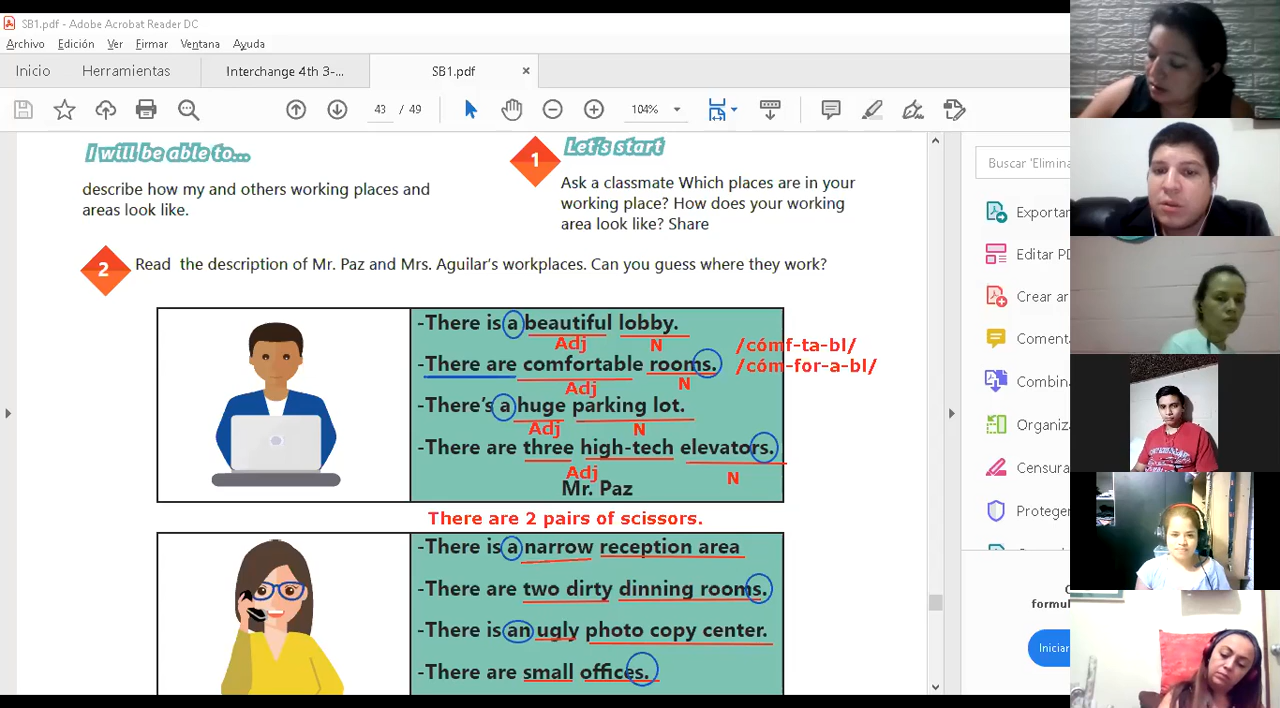 SB1.pdf - Adobe Acrobat Reader DC
Archivo Edición Ver Firmar Ventana Ayuda
Inicio Herramientas Interchange 4th 3-... SB1.pdf ×
43 / 49 104%
I will be able to...
describe how my and others working places and
areas look like.
1 Let's start
Ask a classmate Which places are in your
working place? How does your working
area look like? Share
2 Read the description of Mr. Paz and Mrs. Aguilar's workplaces. Can you guess where they work?
-There is a beautiful lobby.
Adj N /cómf-ta-bl/
-There are comfortable rooms. /cóm-for-a-bl/
Adj N
-There's a huge parking lot.
Adj N
-There are three high-tech elevators.
Adj N
Mr. Paz
There are 2 pairs of scissors.
-There is a narrow reception area
-There are two dirty dinning rooms.
-There is an ugly photo copy center.
-There are small offices.
Buscar 'Elimina
Exportar
Editar PD
Crear ar
Comenta
Combin
Organiz
Censura
Proteger
formul
Iniciar